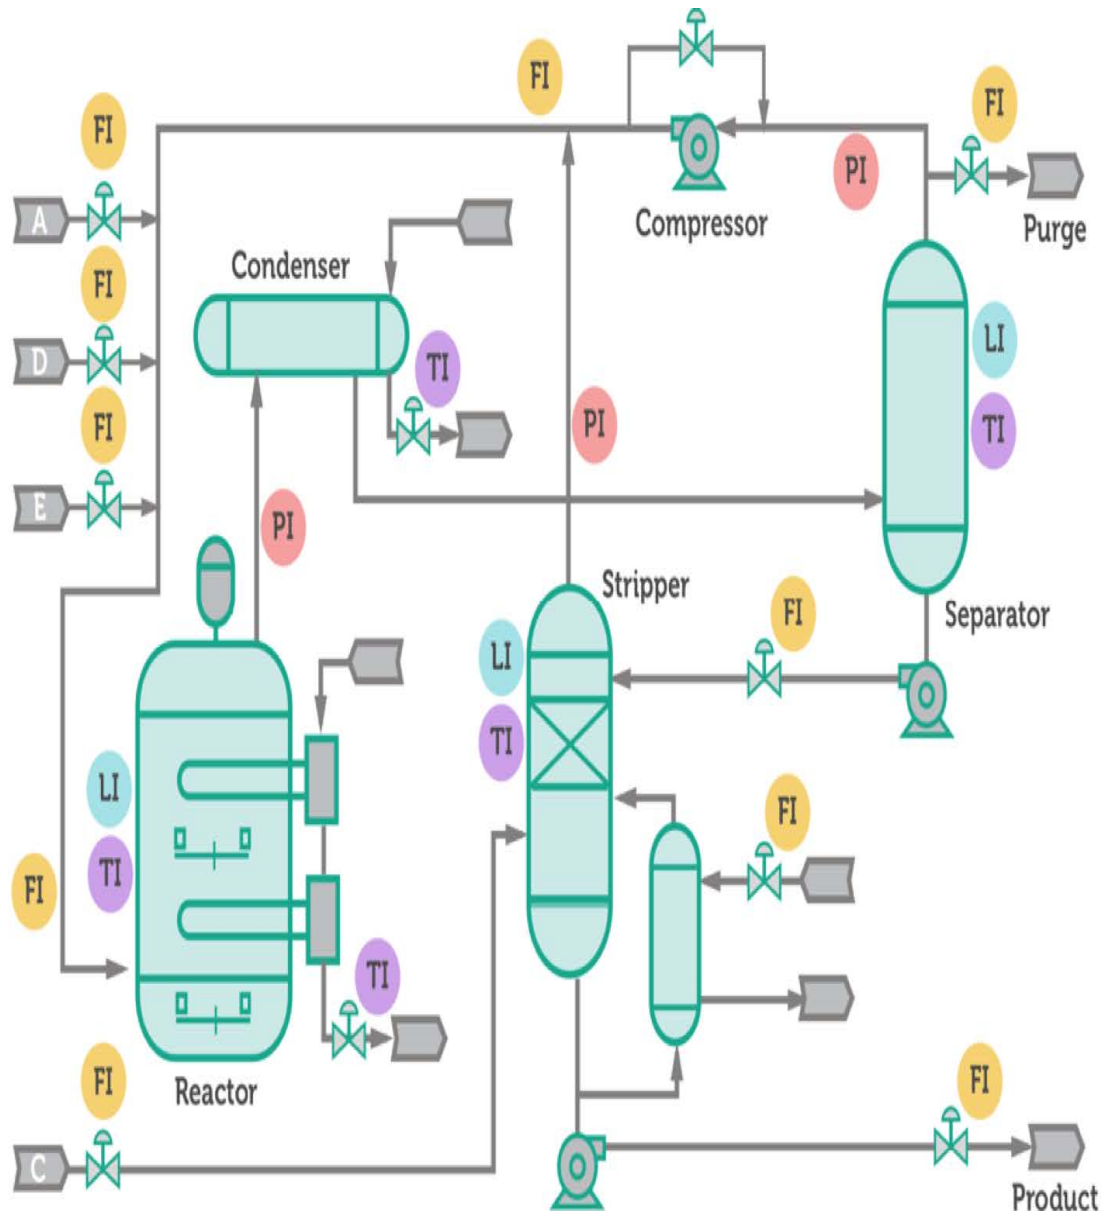 FI
FI
FI
A
PI
Compressor
Purge
Condenser
FI
D
TI
LI
PI
TI
FI
E
PI
Stripper
FI
Separator
LI
TI
LI
FI
TI
FI
TI
Reactor
FI
FI
C
Product